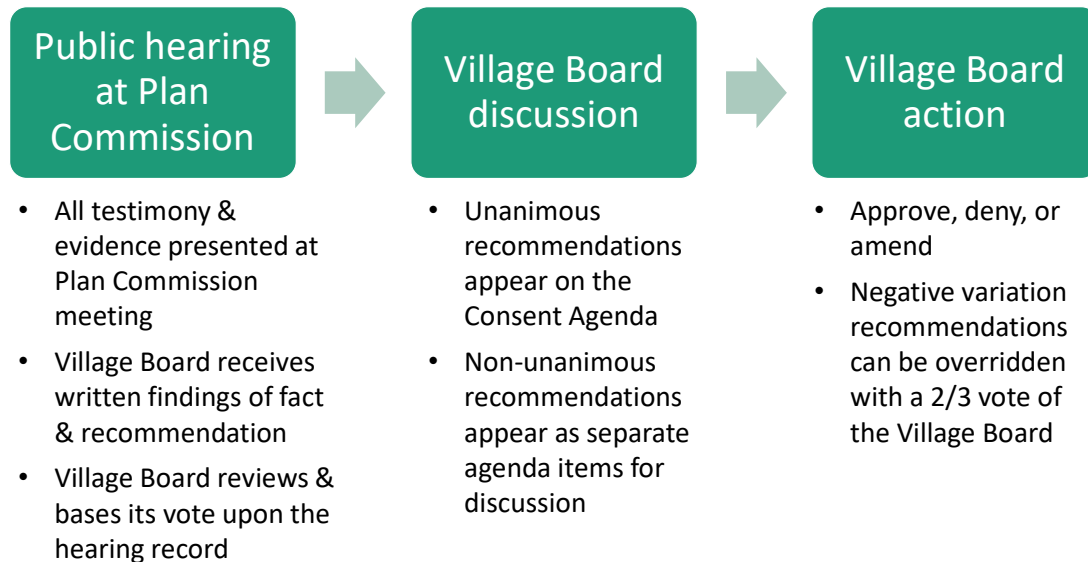 Public hearing
at Plan
Commission
• All testimony &
evidence presented at
Plan Commission
meeting
• Village Board receives
written findings of fact
& recommendation
• Village Board reviews &
bases its vote upon the
hearing record
Village Board
discussion
• Unanimous
recommendations
appear on the
Consent Agenda
• Non-unanimous
recommendations
appear as separate
agenda items for
discussion
Village Board
action
• Approve, deny, or
amend
• Negative variation
recommendations
can be overridden
with a 2/3 vote of
the Village Board